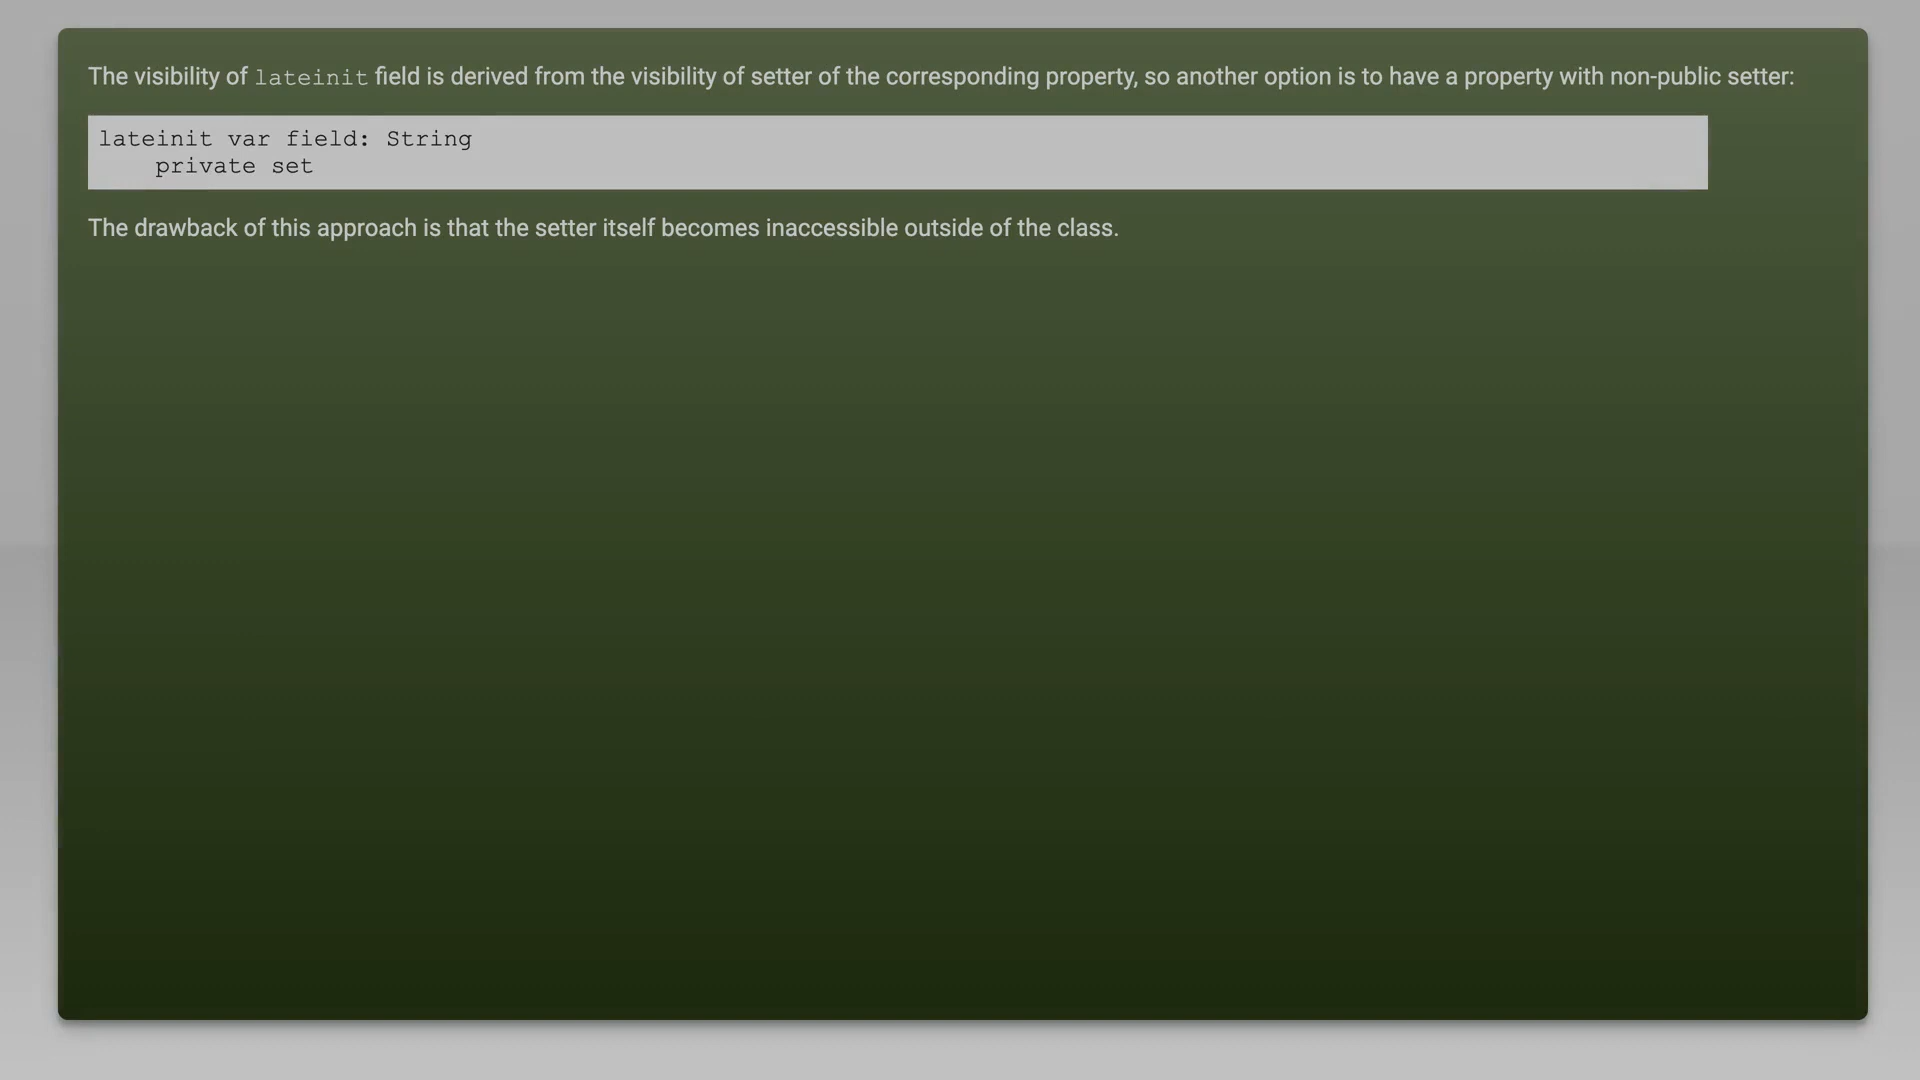 The visibility of lateinit field is derived from the visibility of setter of the corresponding property, so another option is to have a property with non-public setter:
lateinit var field: String
    private set
The drawback of this approach is that the setter itself becomes inaccessible outside of the class.